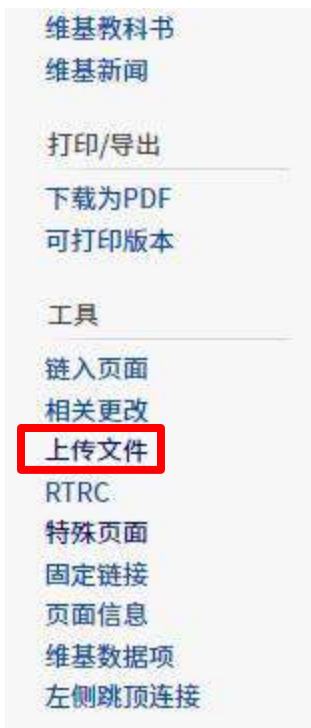 维基教科书
维基新闻
打印/导出
下载为PDF
可打印版本
工具
链入页面
相关更改
上传文件
RTRC
特殊页面
固定链接
页面信息
维基数据项
左侧跳顶连接